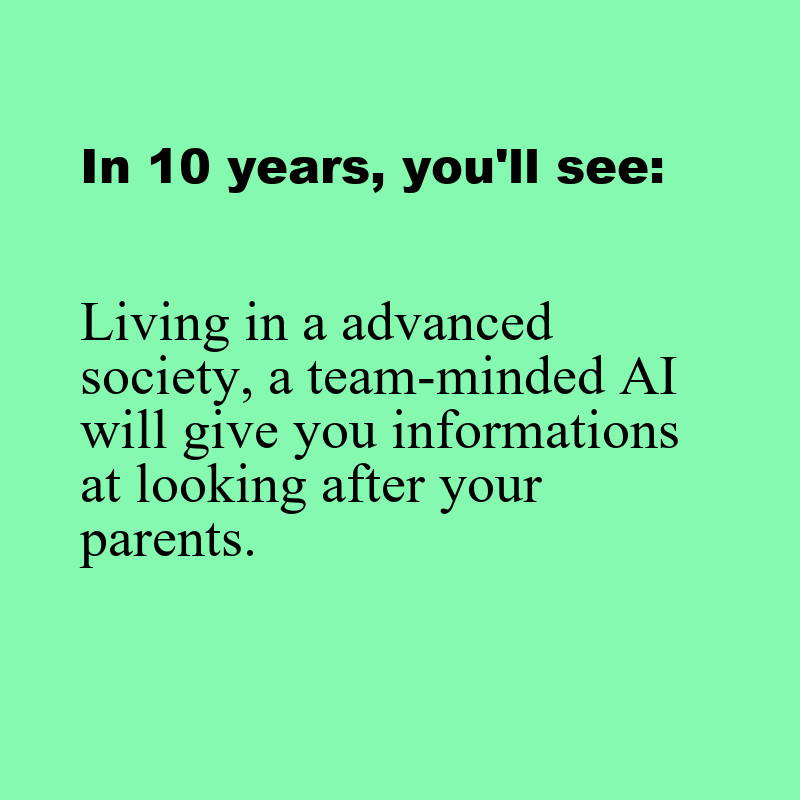 In 10 years, you'll see:
Living in a advanced
society, a team-minded AI
will give you informations
at looking after your
parents.